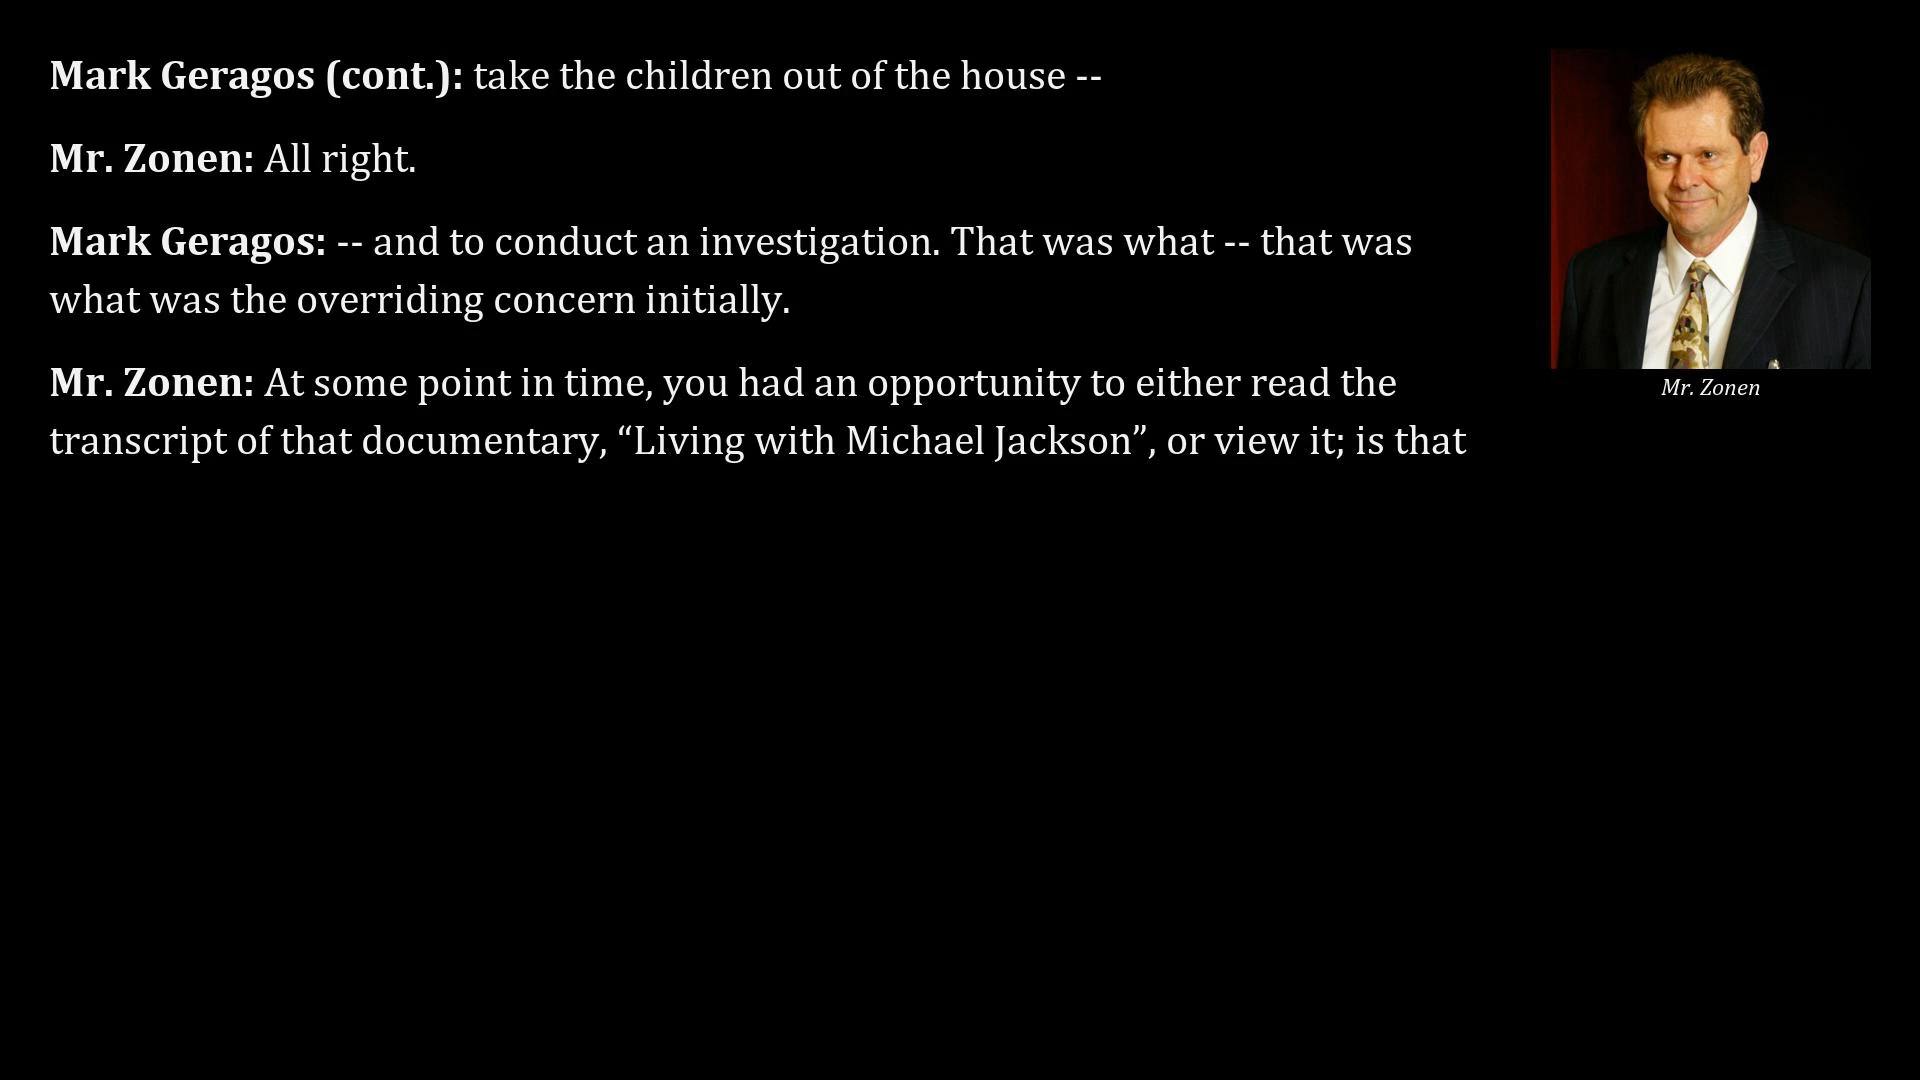 Mark Geragos (cont.): take the children out of the house --
Mr. Zonen: All right.
Mark Geragos: -- and to conduct an investigation. That was what -- that was
what was the overriding concern initially.
Mr. Zonen: At some point in time, you had an opportunity to either read the
transcript of that documentary, “Living with Michael Jackson”, or view it; is that
Mr. Zonen